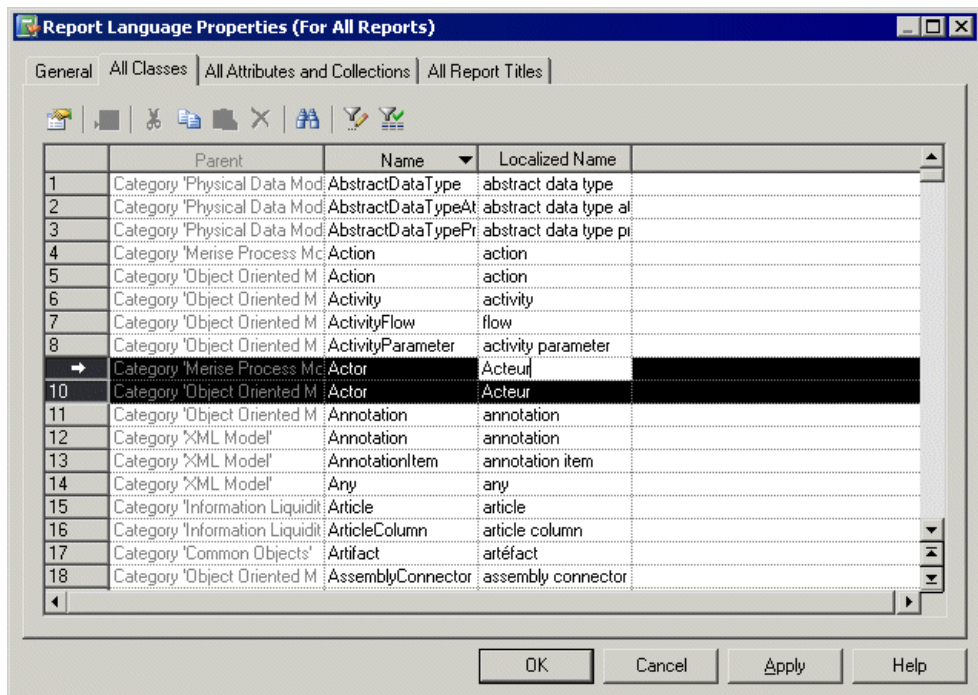 Report Language Properties (For All Reports)
General All Classes All Attributes and Collections All Report Titles
Parent Name Localized Name
1 Category 'Physical Data Mod AbstractDataType abstract data type
2 Category 'Physical Data Mod AbstractDataTypeAt abstract data type at
3 Category 'Physical Data Mod AbstractDataTypePr abstract data type pr
4 Category 'Merise Process Mo Action action
5 Category 'Object Oriented M Action action
6 Category 'Object Oriented M Activity activity
7 Category 'Object Oriented M ActivityFlow flow
8 Category 'Object Oriented M ActivityParameter activity parameter
Category 'Merise Process Mo Actor Acteur
10 Category 'Object Oriented M Actor Acteur
11 Category 'Object Oriented M Annotation annotation
12 Category 'XML Model' Annotation annotation
13 Category 'XML Model' AnnotationItem annotation item
14 Category 'XML Model' Any any
15 Category 'Information Liquidit Article article
16 Category 'Information Liquidit ArticleColumn article column
17 Category 'Common Objects' Artifact artéfact
18 Category 'Object Oriented M AssemblyConnector assembly connector
OK Cancel Apply Help